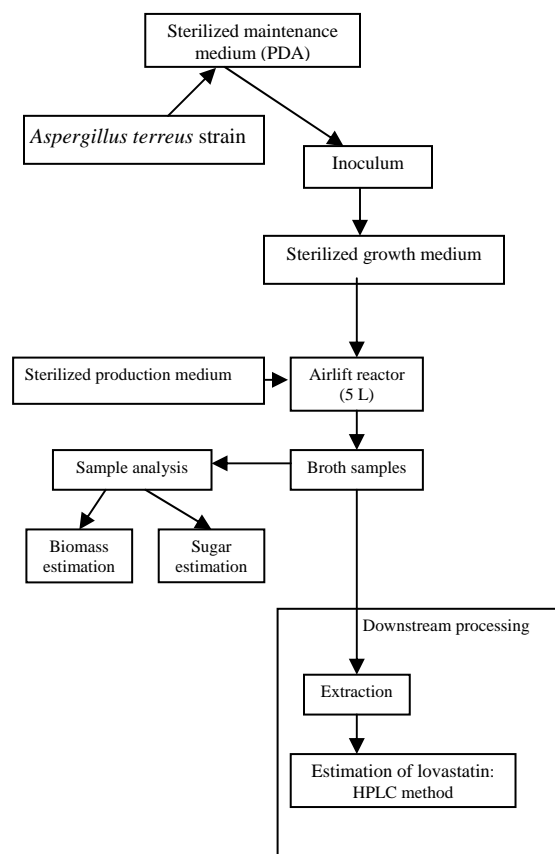 Sterilized maintenance
medium (PDA)
Aspergillus terreus strain
Inoculum
Sterilized growth medium
Sterilized production medium
Airlift reactor
(5 L)
Sample analysis
Broth samples
Biomass
estimation
Sugar
estimation
Downstream processing
Extraction
Estimation of lovastatin:
HPLC method